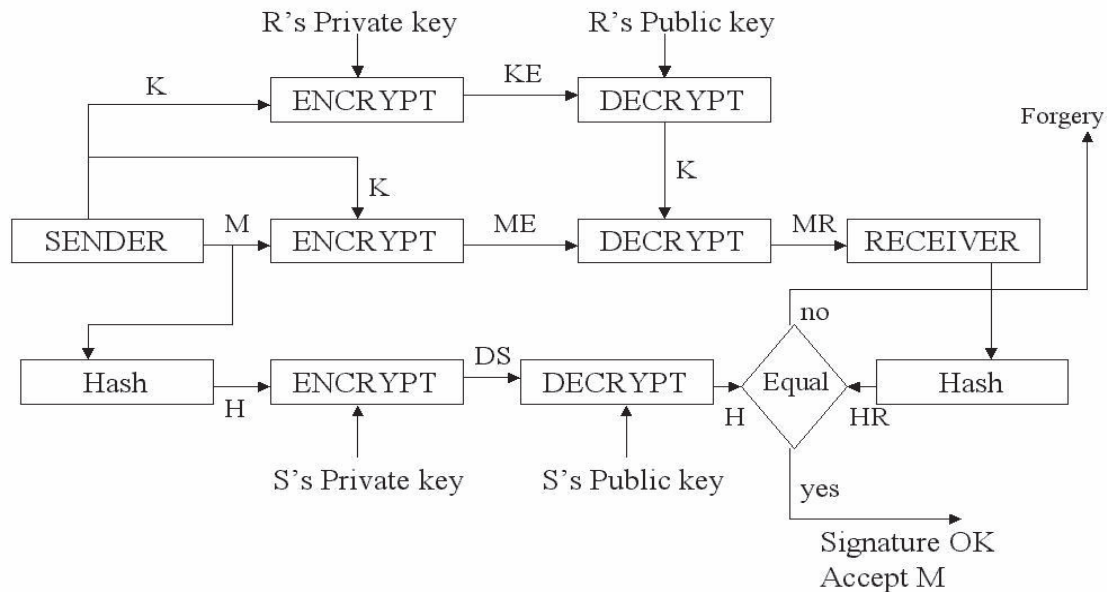 R's Private key
R's Public key
K
ENCRYPT
KE
DECRYPT
Forgery
K
K
SENDER
M
ENCRYPT
ME
DECRYPT
MR
RECEIVER
no
Hash
H
ENCRYPT
DS
DECRYPT
H
Equal
HR
Hash
S's Private key
S's Public key
yes
Signature OK
Accept M